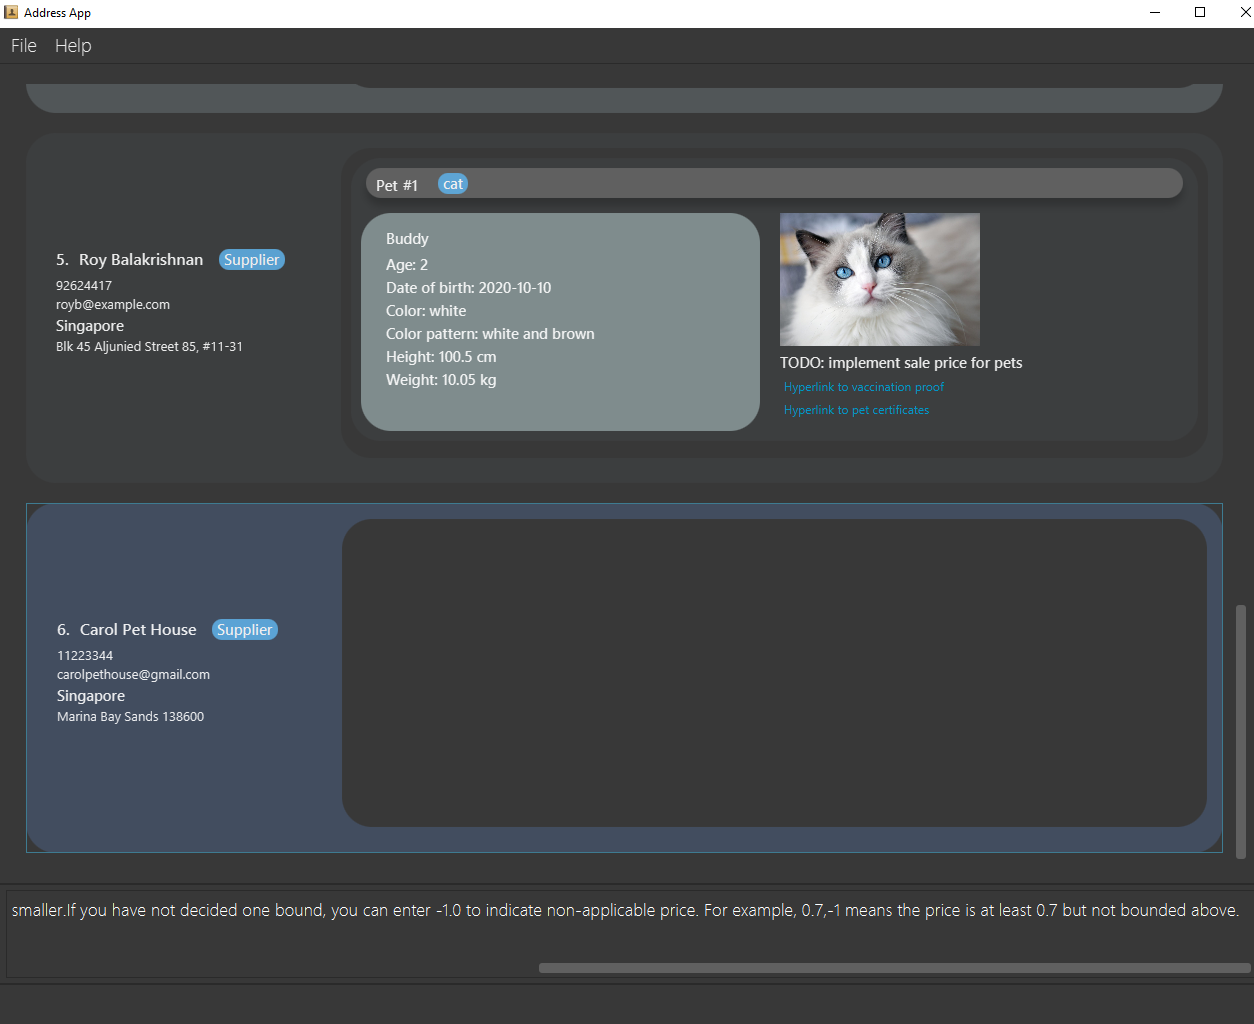 Address App
File Help
Pet #1 cat
5. Roy Balakrishnan Supplier
92624417
royb@example.com
Singapore
Blk 45 Aljunied Street 85, #11-31
Buddy
Age: 2
Date of birth: 2020-10-10
Color: white
Color pattern: white and brown
Height: 100.5 cm
Weight: 10.05 kg
TODO: implement sale price for pets
Hyperlink to vaccination proof
Hyperlink to pet certificates
6. Carol Pet House Supplier
11223344
carolpethouse@gmail.com
Singapore
Marina Bay Sands 138600
smaller.If you have not decided one bound, you can enter -1.0 to indicate non-applicable price. For example, 0.7,-1 means the price is at least 0.7 but not bounded above.